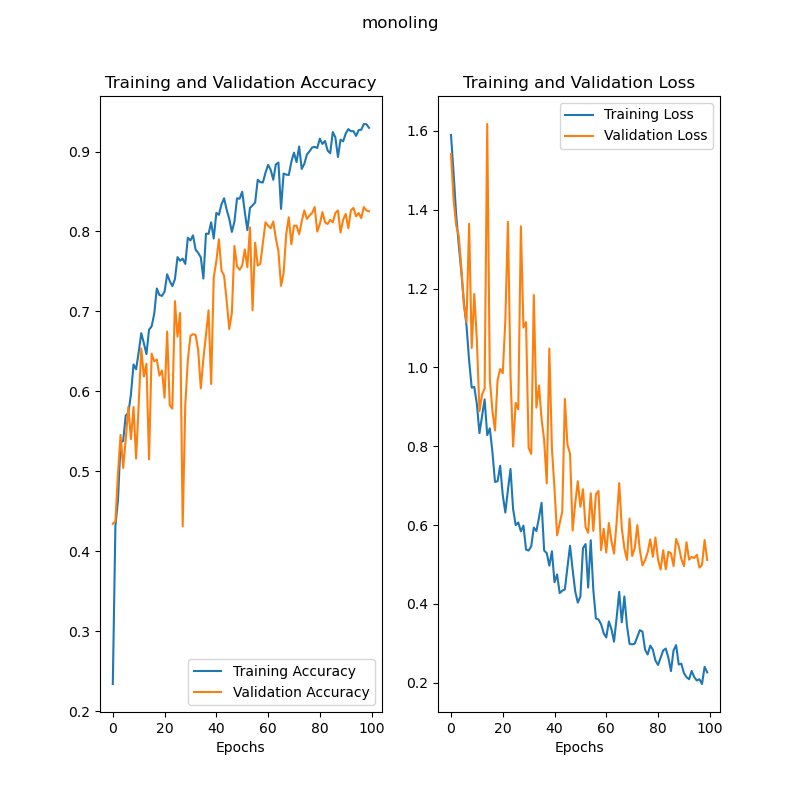 monoling
Training and Validation Accuracy
0.9
0.8
0.7
0.6
0.5
0.4
0.3
0.2
0 20 40 60 80 100
Epochs
Training Accuracy
Validation Accuracy
Training and Validation Loss
1.6
1.4
1.2
1.0
0.8
0.6
0.4
0.2
0 20 40 60 80 100
Epochs
Training Loss
Validation Loss